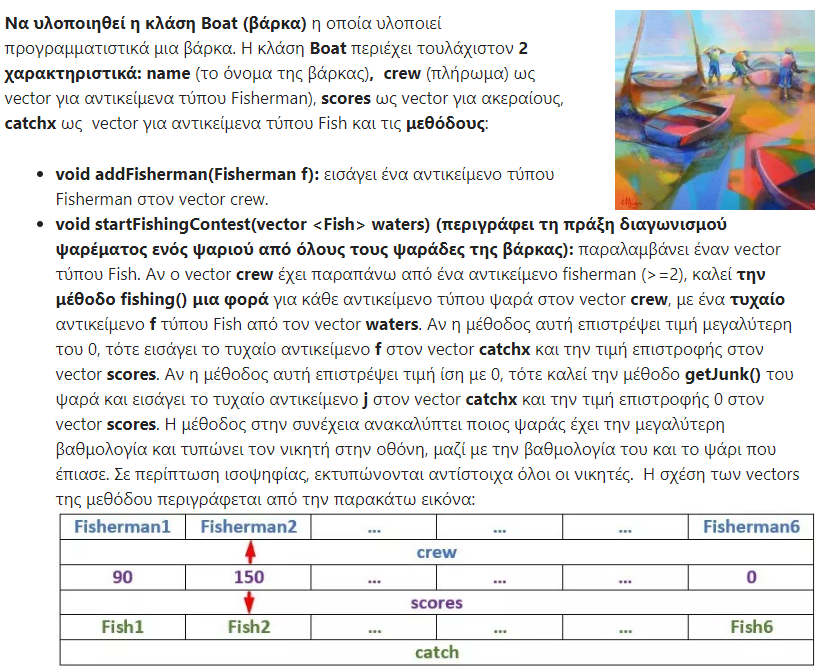 Να υλοποιηθεί η κλάση Boat (βάρκα) η οποία υλοποιεί
προγραμματιστικά μια βάρκα. Η κλάση Boat περιέχει τουλάχιστον 2
χαρακτηριστικά: name (το όνομα της βάρκας), crew (πλήρωμα) ως
vector για αντικείμενα τύπου Fisherman), scores ως vector για ακεραίους,
catchx ως vector για αντικείμενα τύπου Fish και τις μεθόδους:
• void addFisherman(Fisherman f): εισάγει ένα αντικείμενο τύπου
Fisherman στον vector crew.
• void startFishingContest(vector <Fish> waters) (περιγράφει τη πράξη διαγωνισμού
ψαρέματος ενός ψαριού από όλους τους ψαράδες της βάρκας): παραλαμβάνει έναν vector
τύπου Fish. Αν ο vector crew έχει παραπάνω από ένα αντικείμενο fisherman (>=2), καλεί την
μέθοδο fishing() μια φορά για κάθε αντικείμενο τύπου ψαρά στον vector crew, με ένα τυχαίο
αντικείμενο f τύπου Fish από τον vector waters. Αν η μέθοδος αυτή επιστρέψει τιμή μεγαλύτερη
του 0, τότε εισάγει το τυχαίο αντικείμενο f στον vector catchx και την τιμή επιστροφής στον
vector scores. Αν η μέθοδος αυτή επιστρέψει τιμή ίση με 0, τότε καλεί την μέθοδο getJunk() του
ψαρά και εισάγει το τυχαίο αντικείμενο j στον vector catchx και την τιμή επιστροφής 0 στον
vector scores. Η μέθοδος στην συνέχεια ανακαλύπτει ποιος ψαράς έχει την μεγαλύτερη
βαθμολογία και τυπώνει τον νικητή στην οθόνη, μαζί με την βαθμολογία του και το ψάρι που
έπιασε. Σε περίπτωση ισοψηφίας, εκτυπώνονται αντίστοιχα όλοι οι νικητές. Η σχέση των vectors
της μεθόδου περιγράφεται από την παρακάτω εικόνα:
Fisherman1 Fisherman2 ... ... ... Fisherman6
crew
90 150 ... ... ... 0
scores
Fish1 Fish2 ... ... ... Fish6
catch